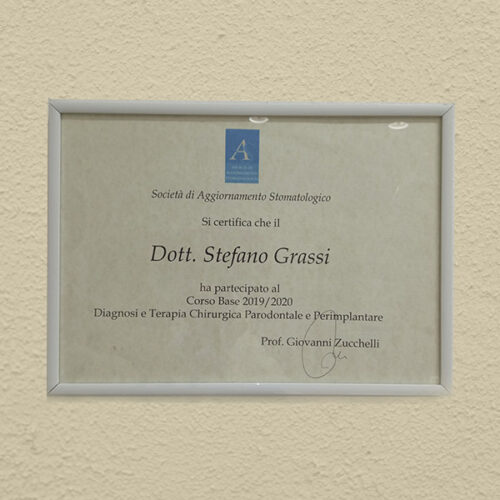 A
Società di Aggiornamento Stomatologico
Si certifica che il
Dott. Stefano Grassi
ha partecipato al
Corso Base 2019/2020
Diagnosi e Terapia Chirurgica Parodontale e Perimplantare
Prof. Giovanni Zucchelli